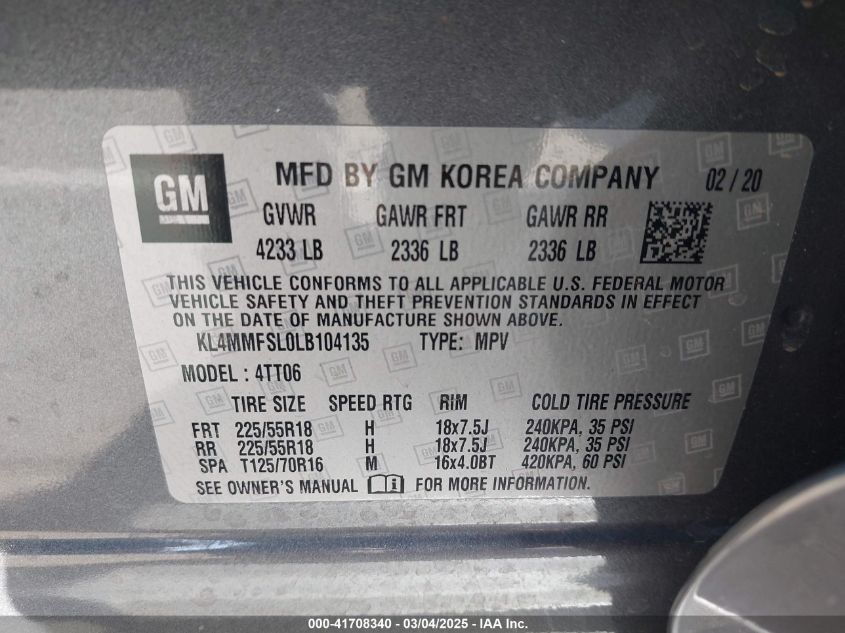 GM
MFD BY GM KOREA COMPANY 02 / 20
GVWR GAWR FRT GAWR RR
4233 LB 2336 LB 2336 LB
THIS VEHICLE CONFORMS TO ALL APPLICABLE U.S. FEDERAL MOTOR
VEHICLE SAFETY AND THEFT PREVENTION STANDARDS IN EFFECT
ON THE DATE OF MANUFACTURE SHOWN ABOVE.
KL4MMFSL0LB104135 TYPE: MPV
MODEL : 4TT06
TIRE SIZE SPEED RTG RIM COLD TIRE PRESSURE
FRT 225/55R18 H 18x7.5J 240KPA, 35 PSI
RR 225/55R18 H 18x7.5J 240KPA, 35 PSI
SPA T125/70R16 M 16x4.0BT 420KPA, 60 PSI
SEE OWNER'S MANUAL FOR MORE INFORMATION.
000-41708340 - 03/04/2025 - IAA Inc.